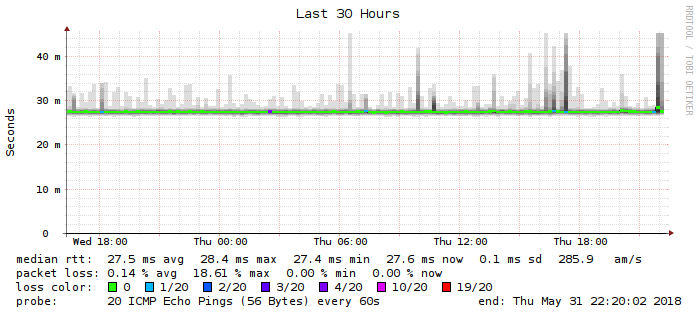 Last 30 Hours
RRDTOOL / TOBI OETIKER
Seconds
40 m
30 m
20 m
10 m
0
Wed 18:00 Thu 00:00 Thu 06:00 Thu 12:00 Thu 18:00
median rtt: 27.5 ms avg 28.4 ms max 27.4 ms min 27.6 ms now 0.1 ms sd 285.9 am/s
packet loss: 0.14 % avg 18.61 % max 0.00 % min 0.00 % now
loss color: 0 1/20 2/20 3/20 4/20 10/20 19/20
probe: 20 ICMP Echo Pings (56 Bytes) every 60s end: Thu May 31 22:20:02 2018